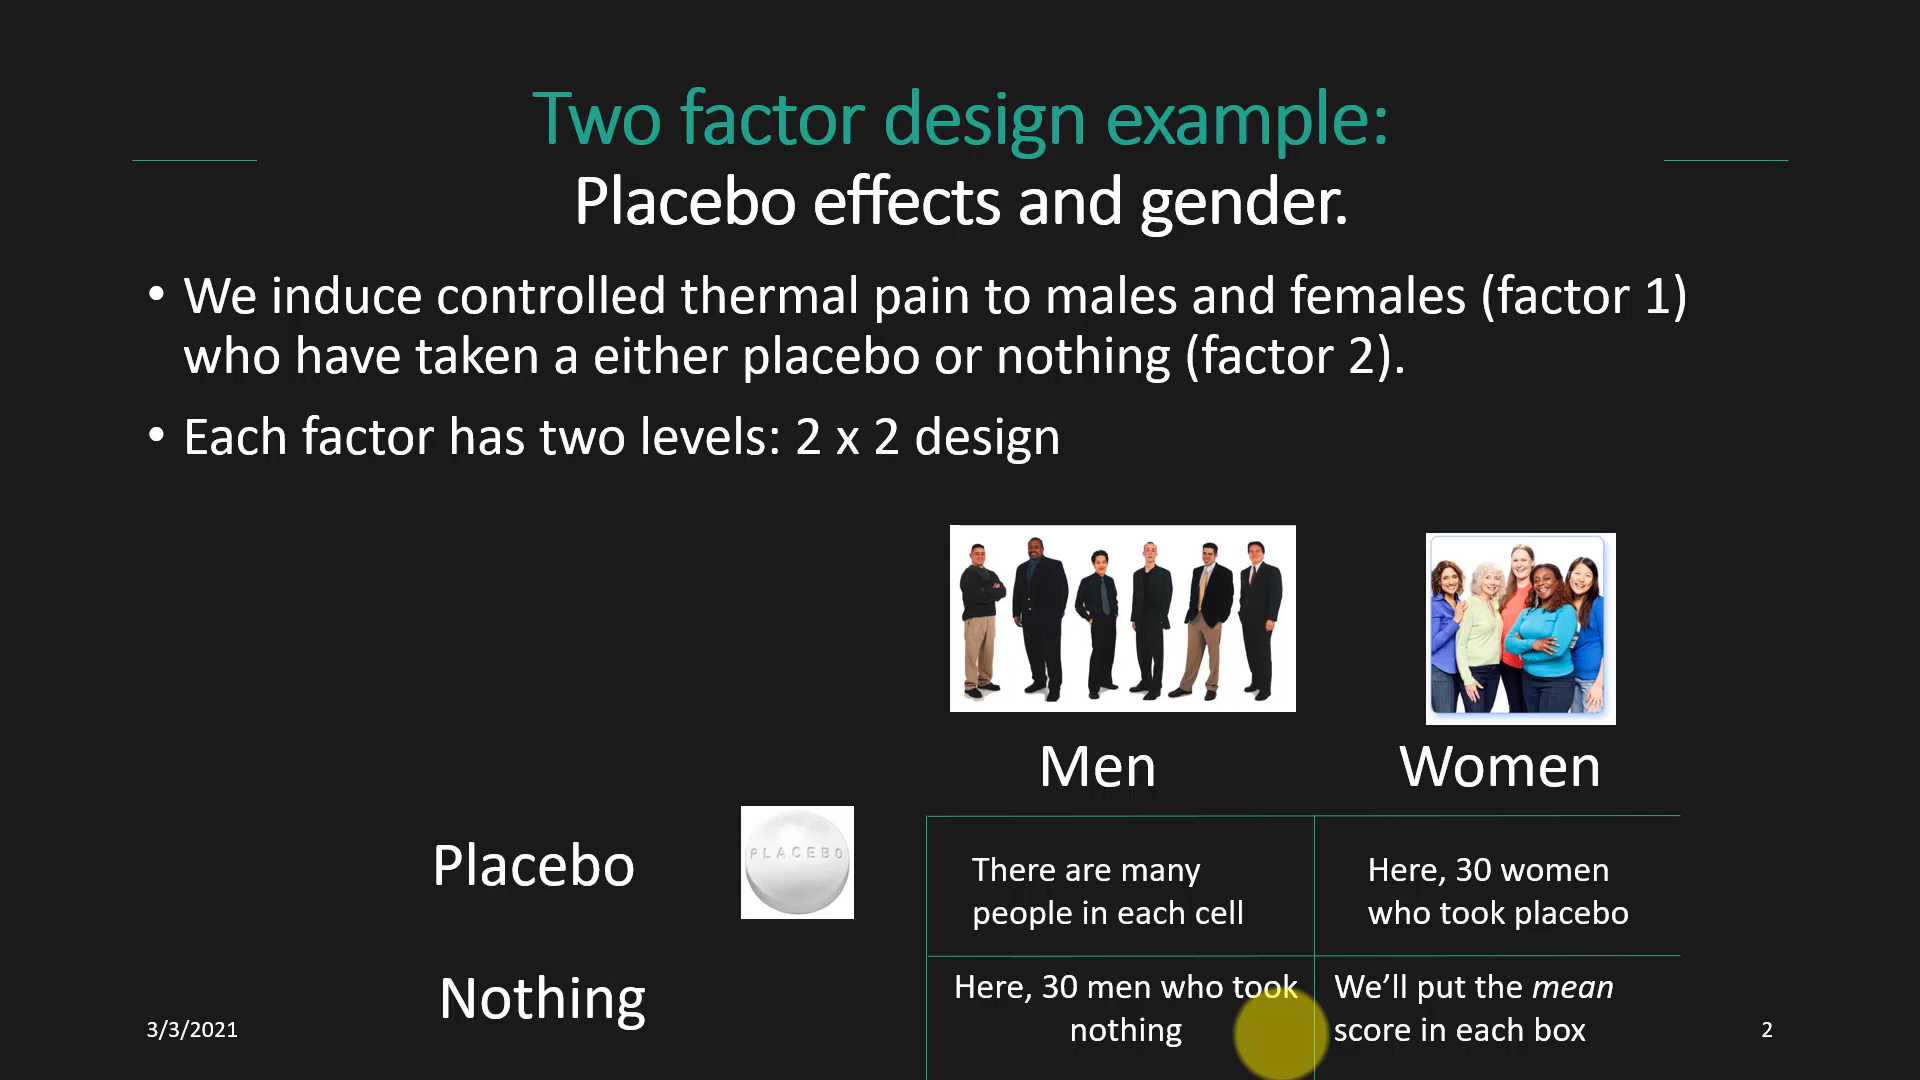 Two factor design example:
Placebo effects and gender.
• We induce controlled thermal pain to males and females (factor 1)
who have taken a either placebo or nothing (factor 2).
• Each factor has two levels: 2 x 2 design
Men
Women
Placebo
PLACEBO
There are many
people in each cell
Here, 30 women
who took placebo
Nothing
Here, 30 men who took
nothing
We’ll put the mean
score in each box
3/3/2021
2